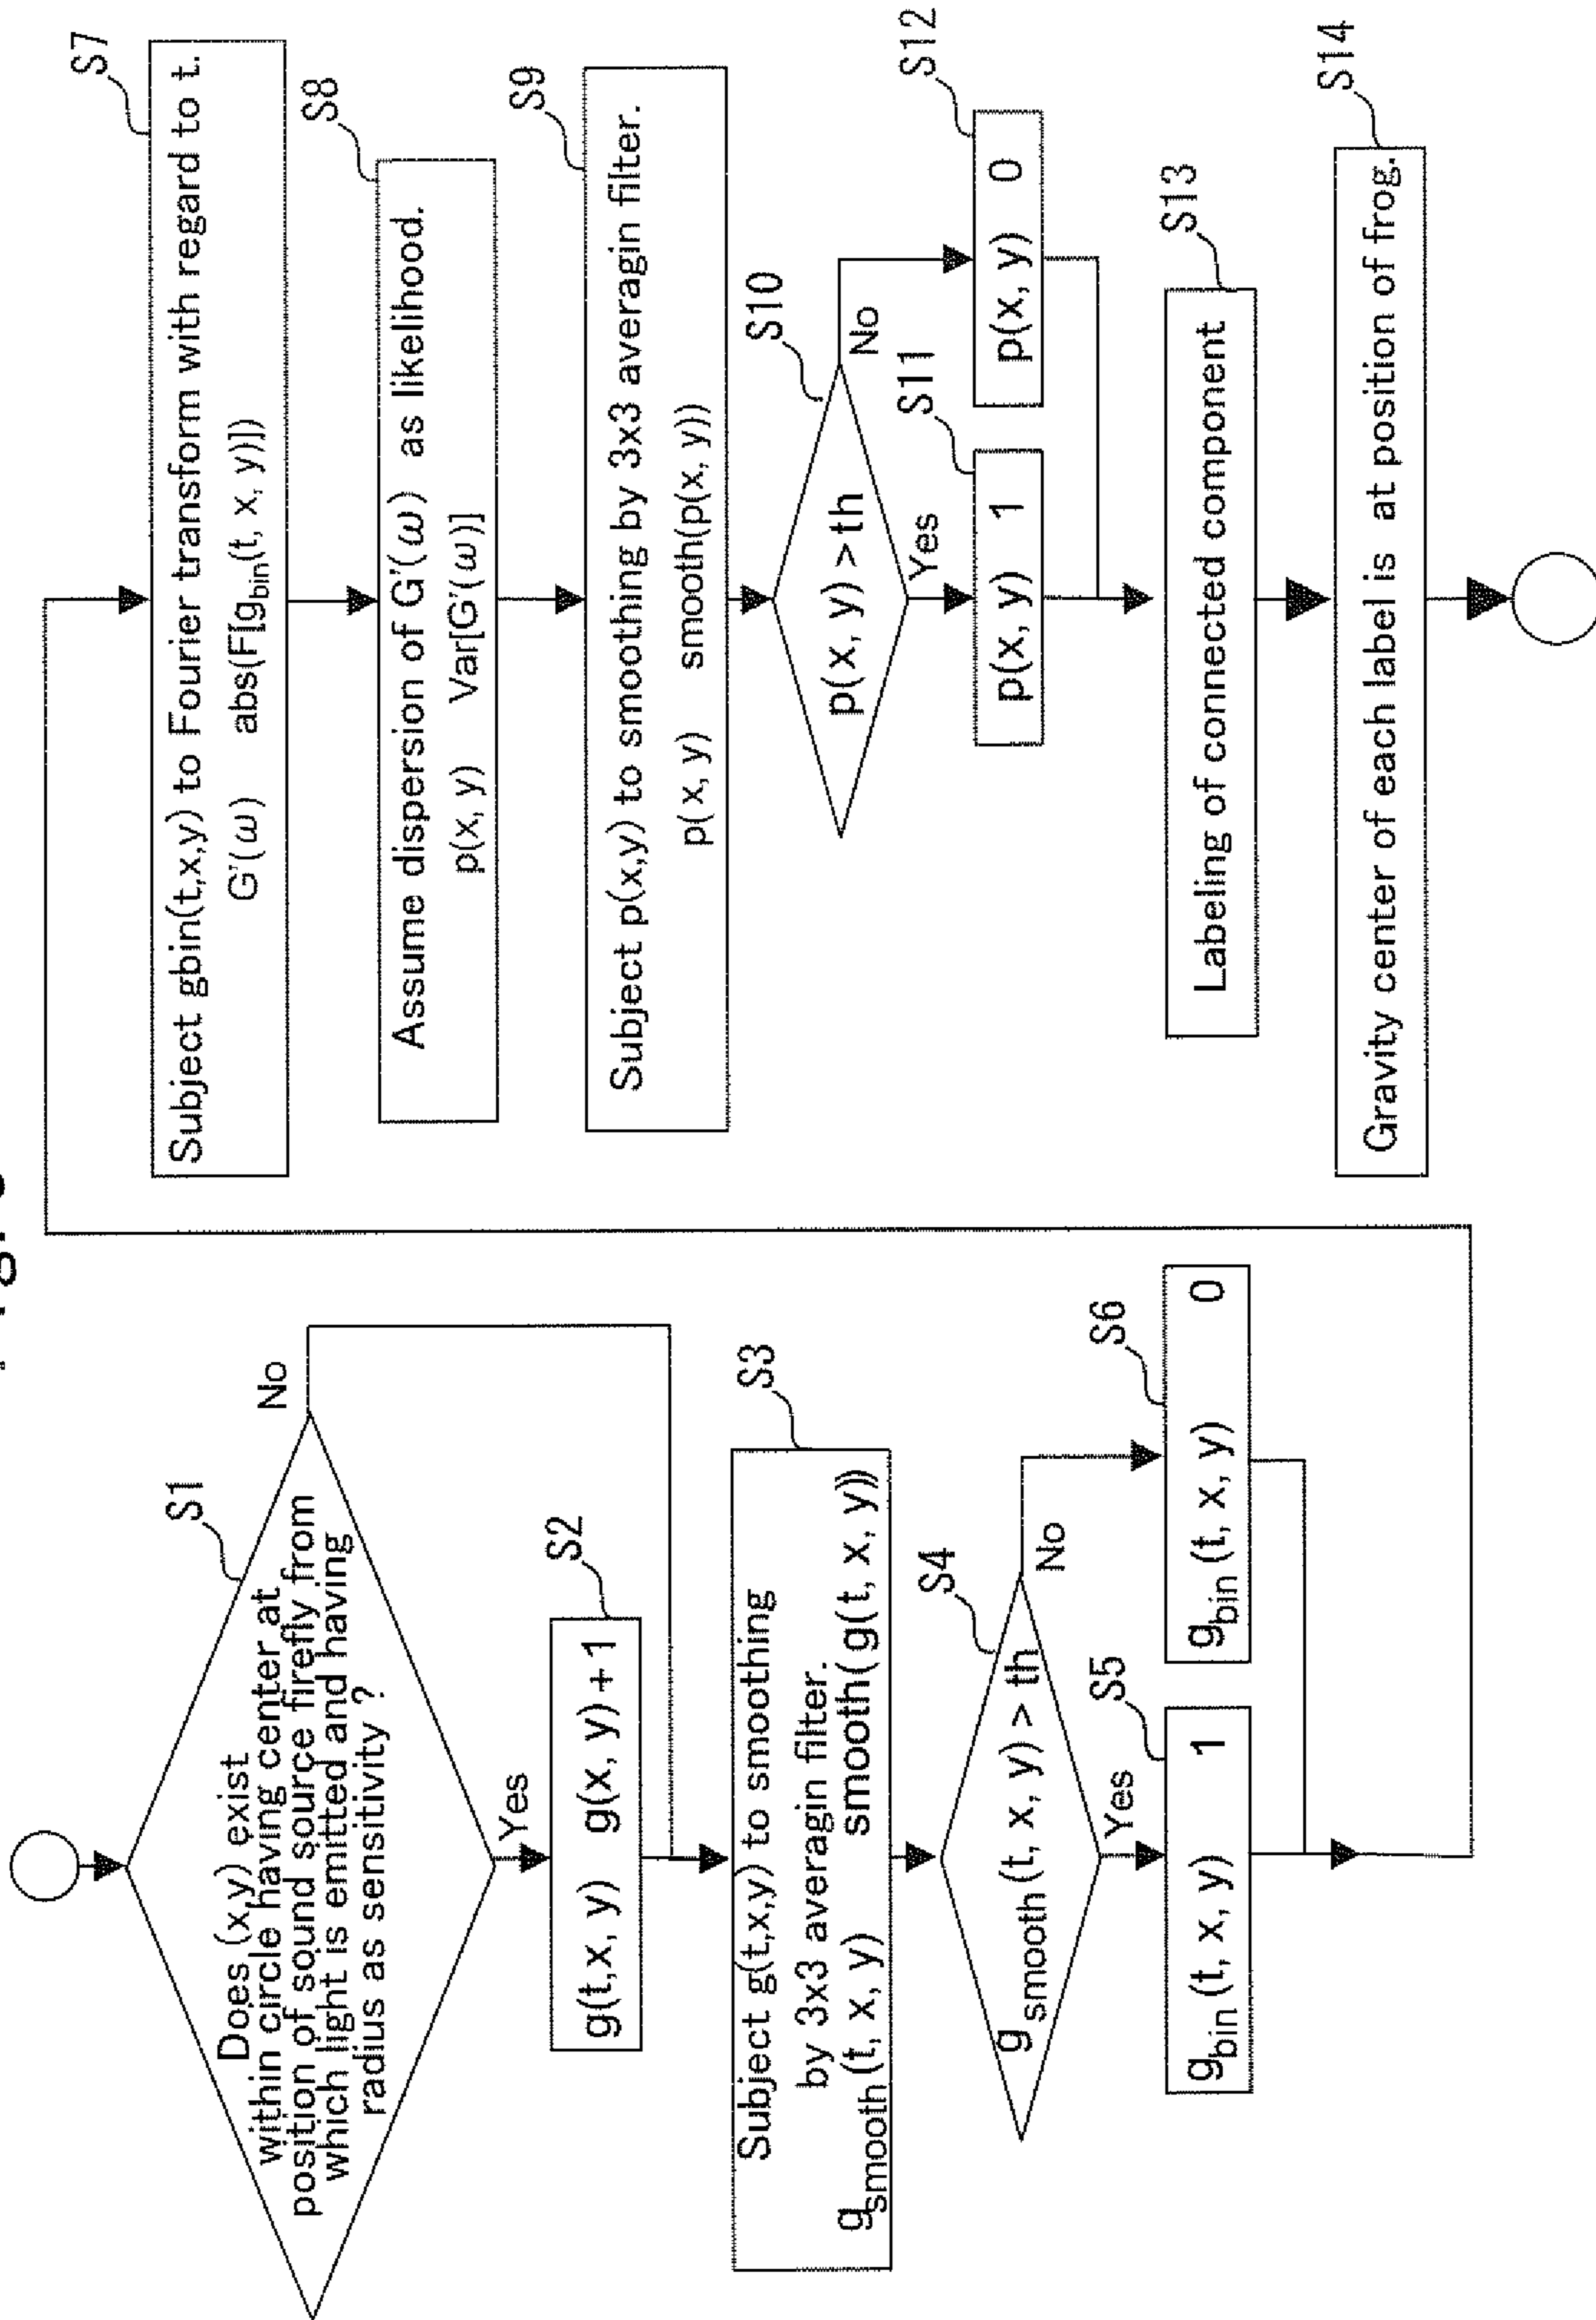 S1
Does (x,y) exist
within circle having center at
position of sound source firefly from
which light is emitted and having
radius as sensitivity ?
No
Yes
S2
g(t,x, y) g(x, y)+1
S3
Subject g(t,x,y) to smoothing
by 3x3 averagin filter.
gsmooth(t, x, y) smooth(g(t, x, y))
S4
gsmooth(t, x, y) > th
No
Yes
S5
gbin(t, x, y) 1
S6
gbin(t, x, y) 0
S7
Subject gbin(t,x,y) to Fourier transform with regard to t.
G'(ω) abs(F[gbin(t, x, y)])
S8
Assume dispersion of G'(ω) as likelihood.
p(x, y) Var[G'(ω)]
S9
Subject p(x,y) to smoothing by 3x3 averagin filter.
p(x, y) smooth(p(x, y))
S10
p(x, y) > th
No
Yes
S11
p(x, y) 1
S12
p(x, y) 0
S13
Labeling of connected component
S14
Gravity center of each label is at position of frog.